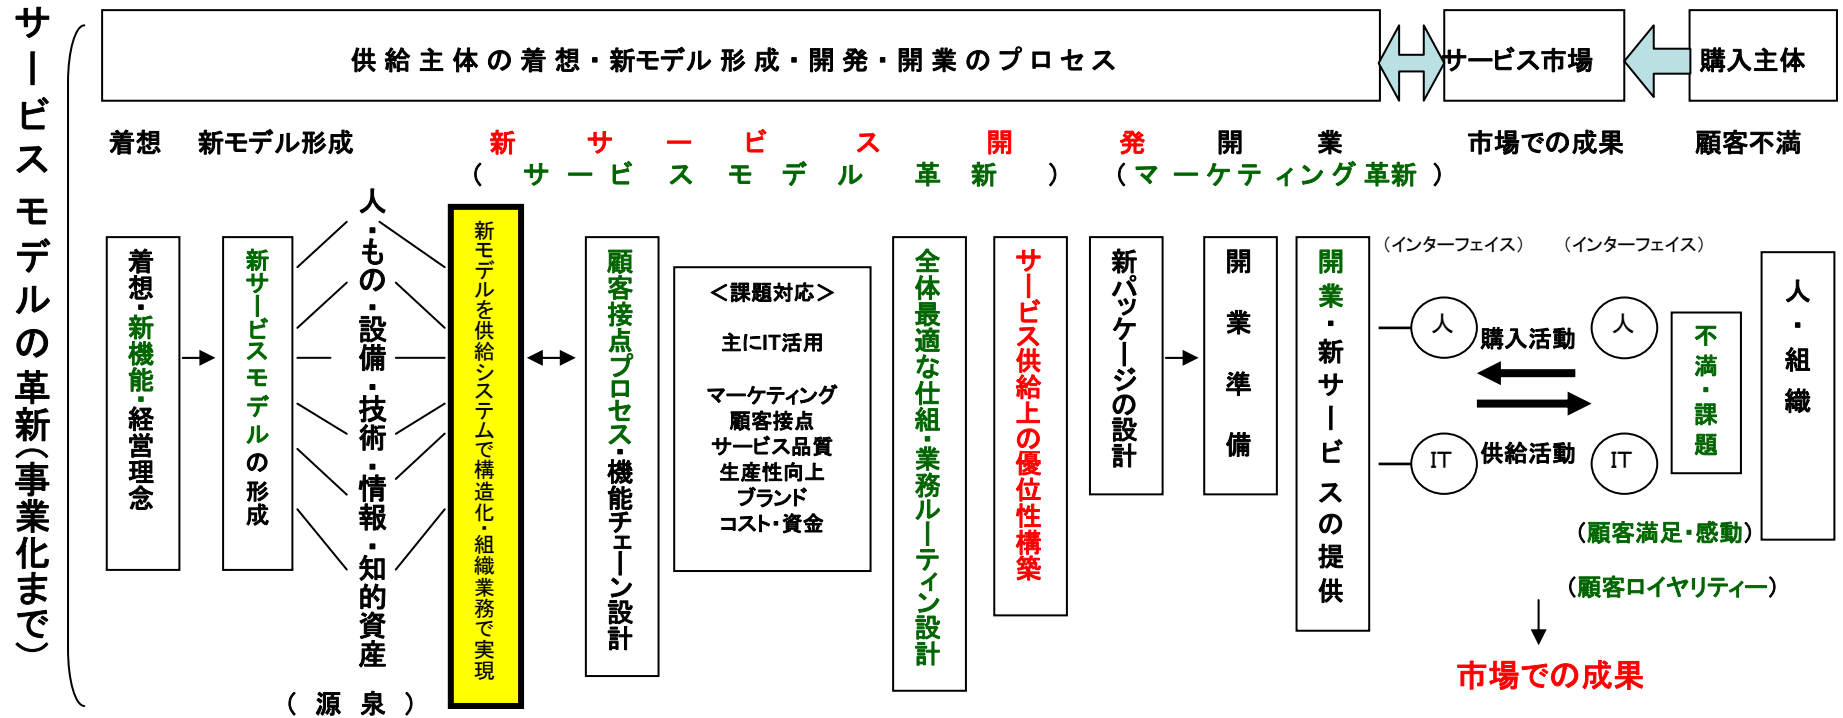 サービスモデルの革新(事業化まで)
供給主体の着想・新モデル形成・開発・開業のプロセス
サービス市場
購入主体
着想
新モデル形成
新サービス開発
開業
市場での成果
顧客不満
(サービスモデル革新)
(マーケティング革新)
着想・新機能・経営理念
新サービスモデルの形成
人・もの・設備・技術・情報・知的資産
(源泉)
新モデルを供給システムで構造化・組織業務で実現
顧客接点プロセス・機能チェーン設計
<課題対応>
主にIT活用
マーケティング
顧客接点
サービス品質
生産性向上
ブランド
コスト・資金
全体最適な仕組・業務ルーティン設計
サービス供給上の優位性構築
新パッケージの設計
開業準備
開業・新サービスの提供
(インターフェイス)
(インターフェイス)
人
購入活動
人
IT
供給活動
IT
不満・課題
人・組織
(顧客満足・感動)
(顧客ロイヤリティー)
市場での成果